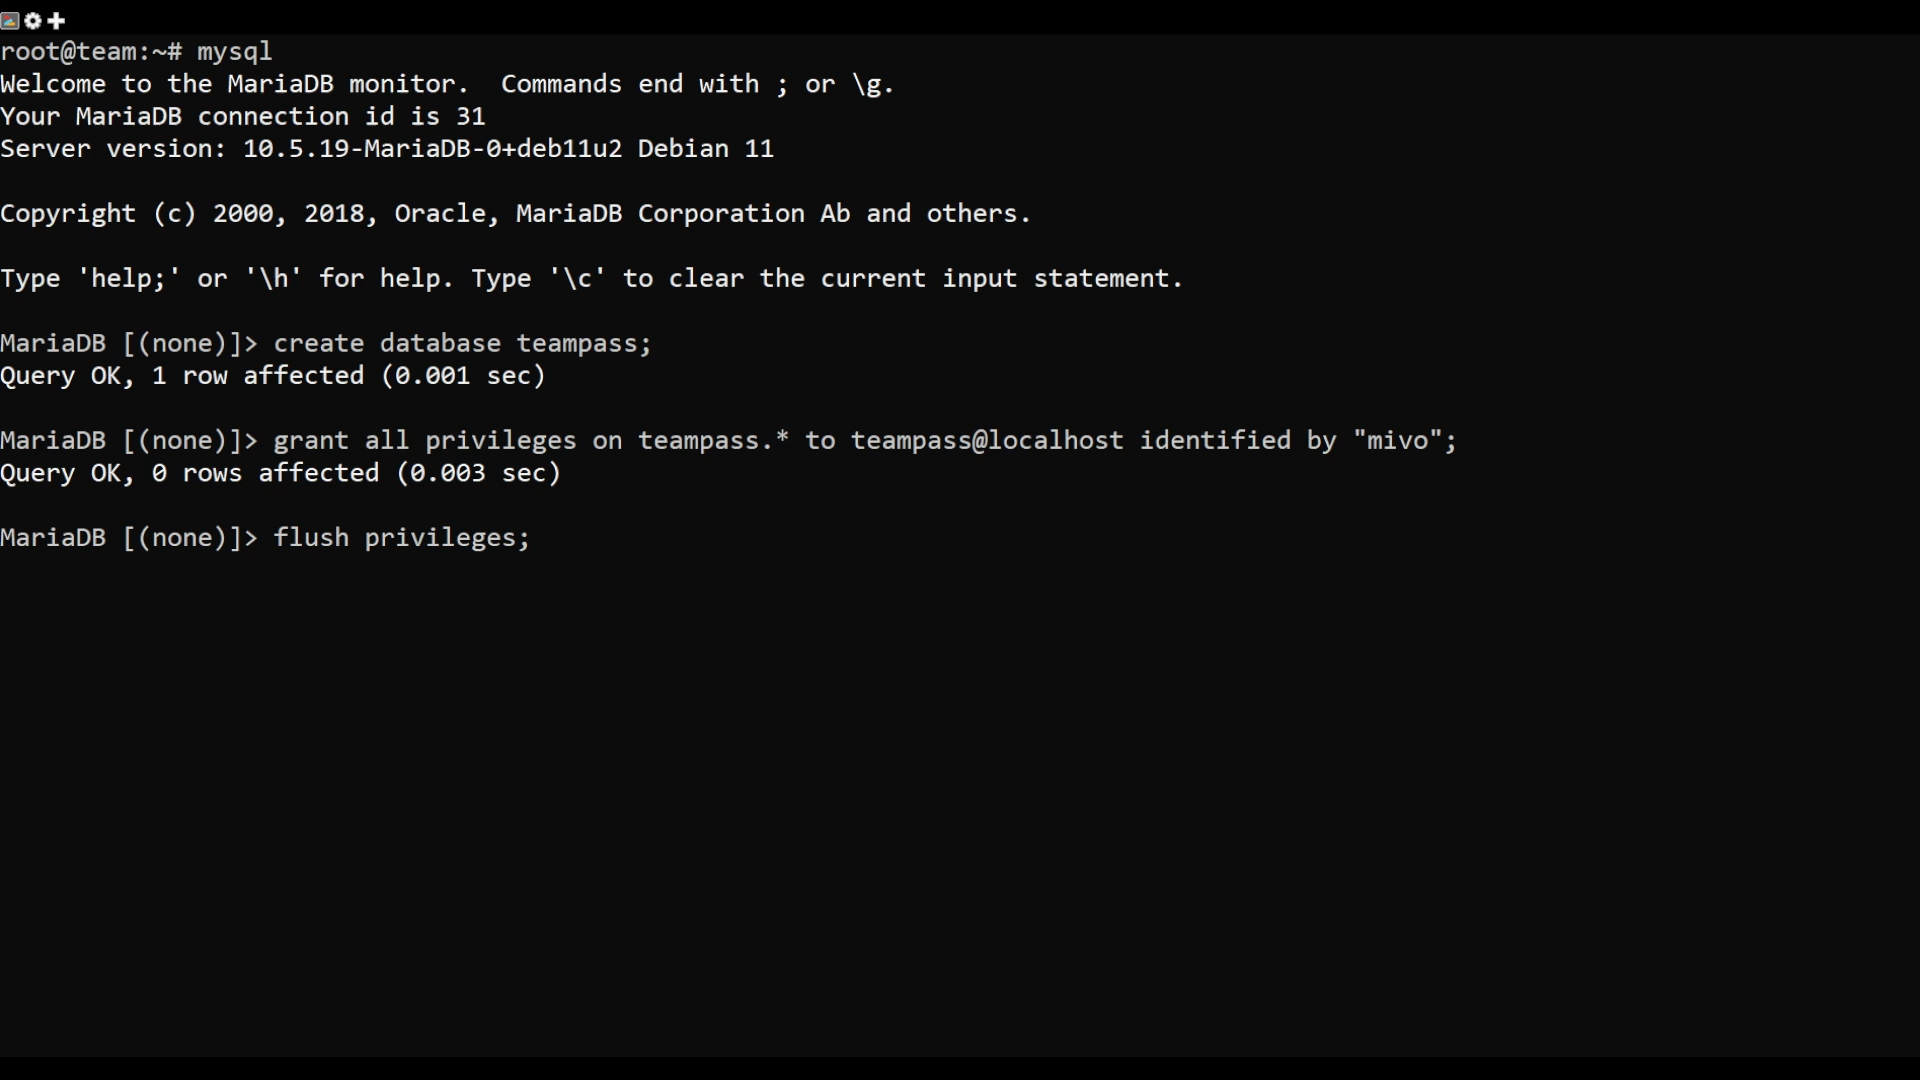 root@team:~# mysql
Welcome to the MariaDB monitor.  Commands end with ; or \g.
Your MariaDB connection id is 31
Server version: 10.5.19-MariaDB-0+deb11u2 Debian 11
Copyright (c) 2000, 2018, Oracle, MariaDB Corporation Ab and others.
Type 'help;' or '\h' for help. Type '\c' to clear the current input statement.
MariaDB [(none)]> create database teampass;
Query OK, 1 row affected (0.001 sec)
MariaDB [(none)]> grant all privileges on teampass.* to teampass@localhost identified by "mivo";
Query OK, 0 rows affected (0.003 sec)
MariaDB [(none)]> flush privileges;